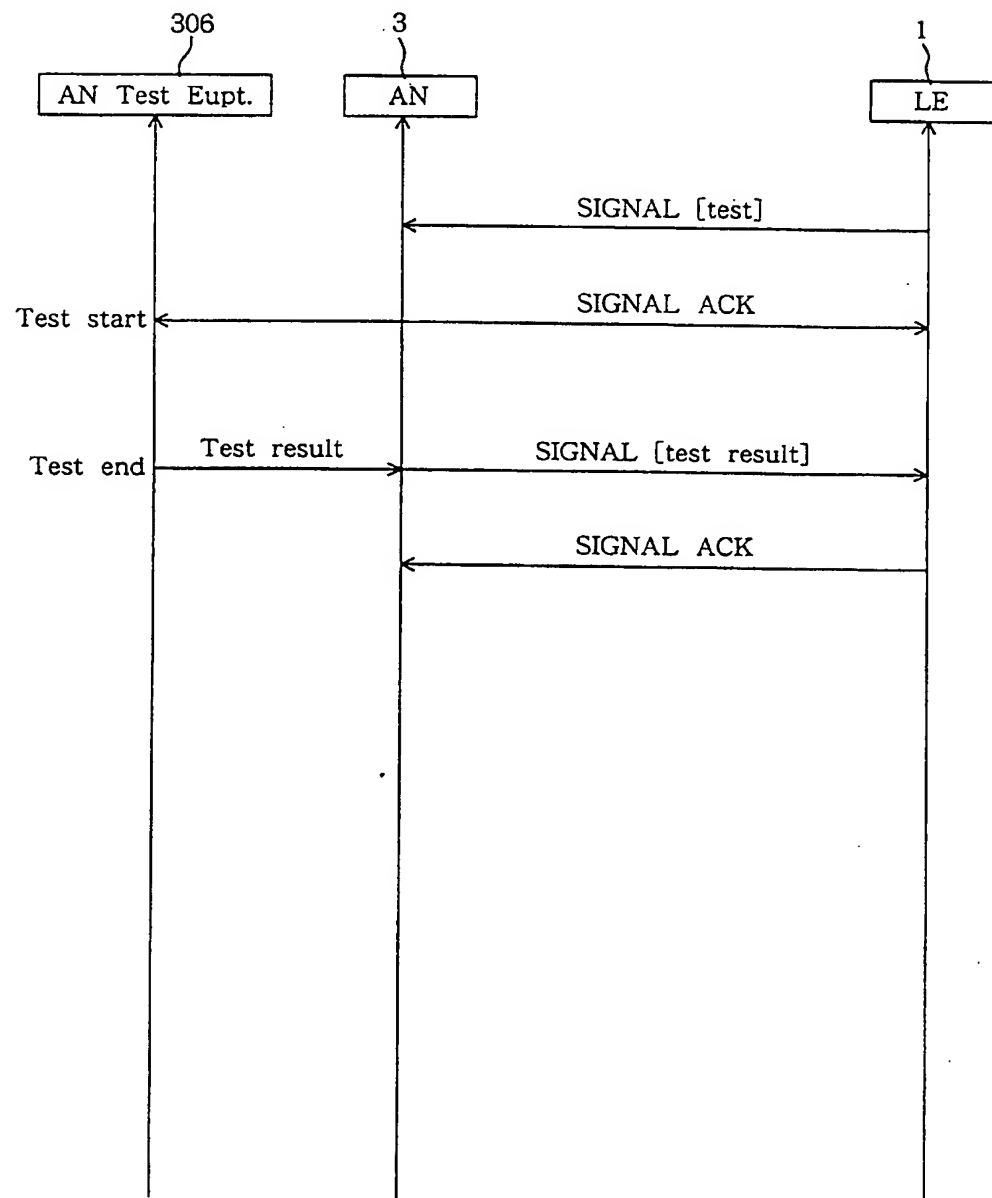 306
3
1
AN Test Eupt.
AN
LE
SIGNAL [test]
Test start
SIGNAL ACK
Test end
Test result
SIGNAL [test result]
SIGNAL ACK